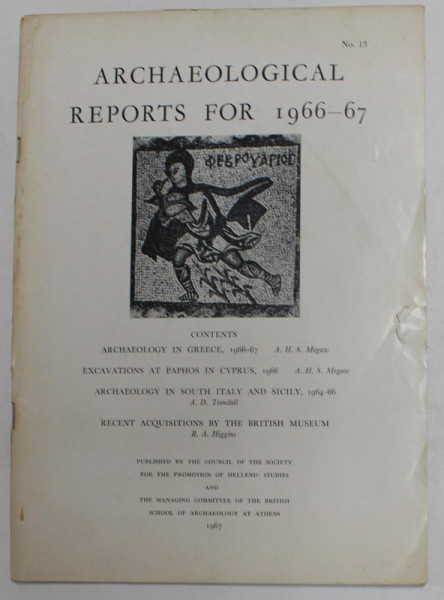 No. 13
ARCHAEOLOGICAL
REPORTS FOR 1966–67
ΦΕΒΡΟΥΑΡΙΟΣ
CONTENTS
ARCHAEOLOGY IN GREECE, 1966–67 A. H. S. Megaw
EXCAVATIONS AT PAPHOS IN CYPRUS, 1966 A. H. S. Megaw
ARCHAEOLOGY IN SOUTH ITALY AND SICILY, 1964–66
A. D. Trendall
RECENT ACQUISITIONS BY THE BRITISH MUSEUM
R. A. Higgins
PUBLISHED BY THE COUNCIL OF THE SOCIETY
FOR THE PROMOTION OF HELLENIC STUDIES
AND
THE MANAGING COMMITTEE OF THE BRITISH
SCHOOL OF ARCHAEOLOGY AT ATHENS
1967